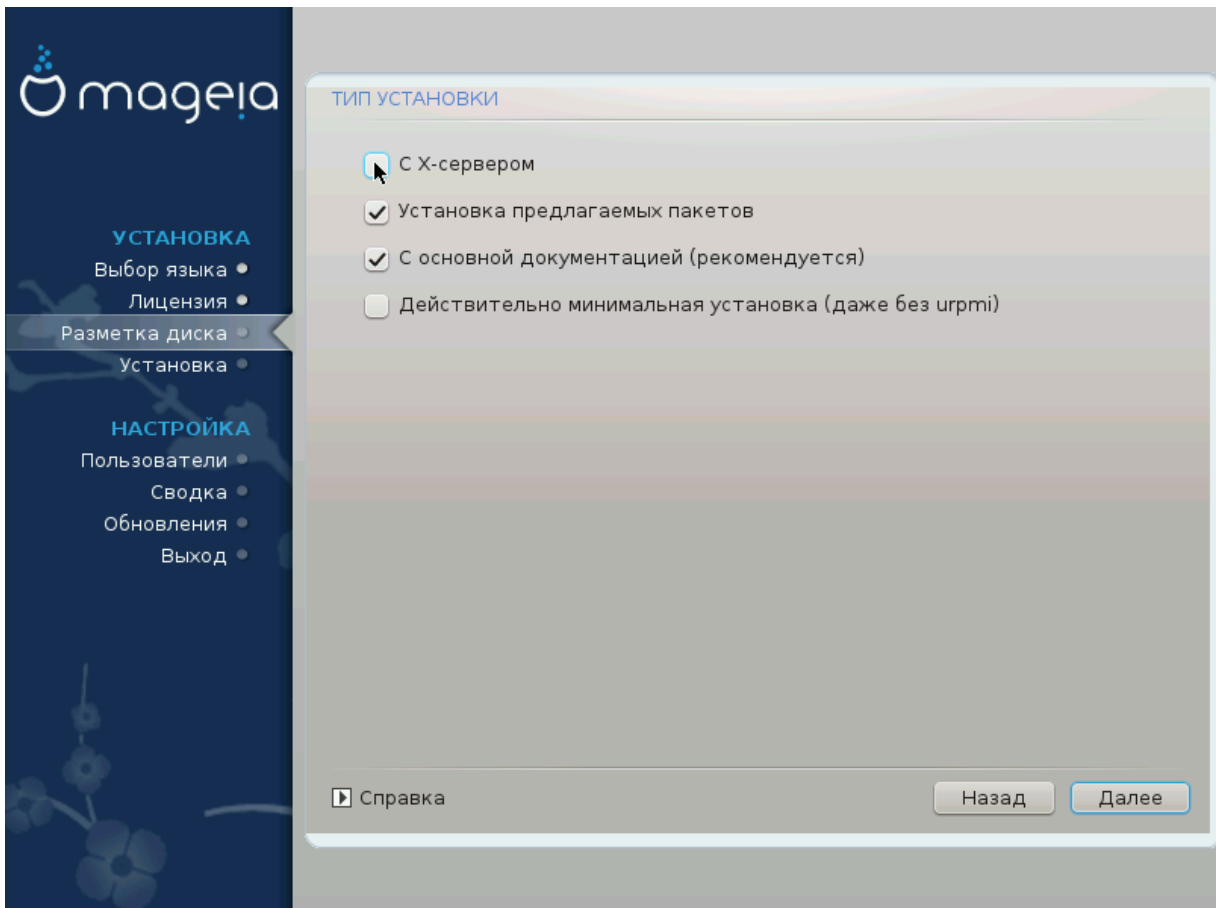 mageia
УСТАНОВКА
Выбор языка
Лицензия
Разметка диска
Установка
НАСТРОЙКА
Пользователи
Сводка
Обновления
Выход
ТИП УСТАНОВКИ
С X-сервером
Установка предлагаемых пакетов
С основной документацией (рекомендуется)
Действительно минимальная установка (даже без urpmi)
Справка
Назад
Далее